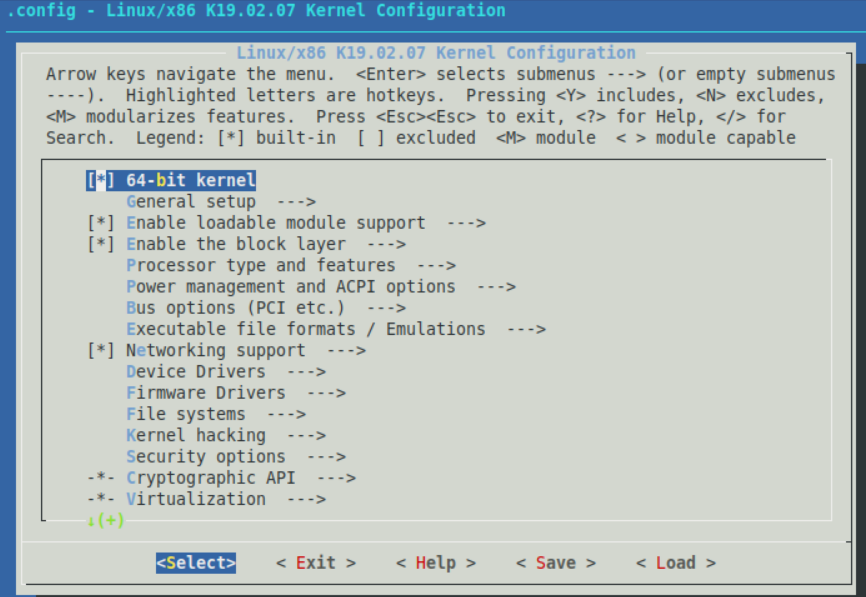 .config - Linux/x86 K19.02.07 Kernel Configuration
Linux/x86 K19.02.07 Kernel Configuration
Arrow keys navigate the menu.  <Enter> selects submenus ---> (or empty submenus
----).  Highlighted letters are hotkeys.  Pressing <Y> includes, <N> excludes,
<M> modularizes features.  Press <Esc><Esc> to exit, <?> for Help, </> for
Search.  Legend: [*] built-in  [ ] excluded  <M> module  < > module capable
[*] 64-bit kernel
General setup  --->
[*] Enable loadable module support  --->
[*] Enable the block layer  --->
Processor type and features  --->
Power management and ACPI options  --->
Bus options (PCI etc.)  --->
Executable file formats / Emulations  --->
[*] Networking support  --->
Device Drivers  --->
Firmware Drivers  --->
File systems  --->
Kernel hacking  --->
Security options  --->
-*- Cryptographic API  --->
-*- Virtualization  --->
↓(+)
<Select>    < Exit >    < Help >    < Save >    < Load >